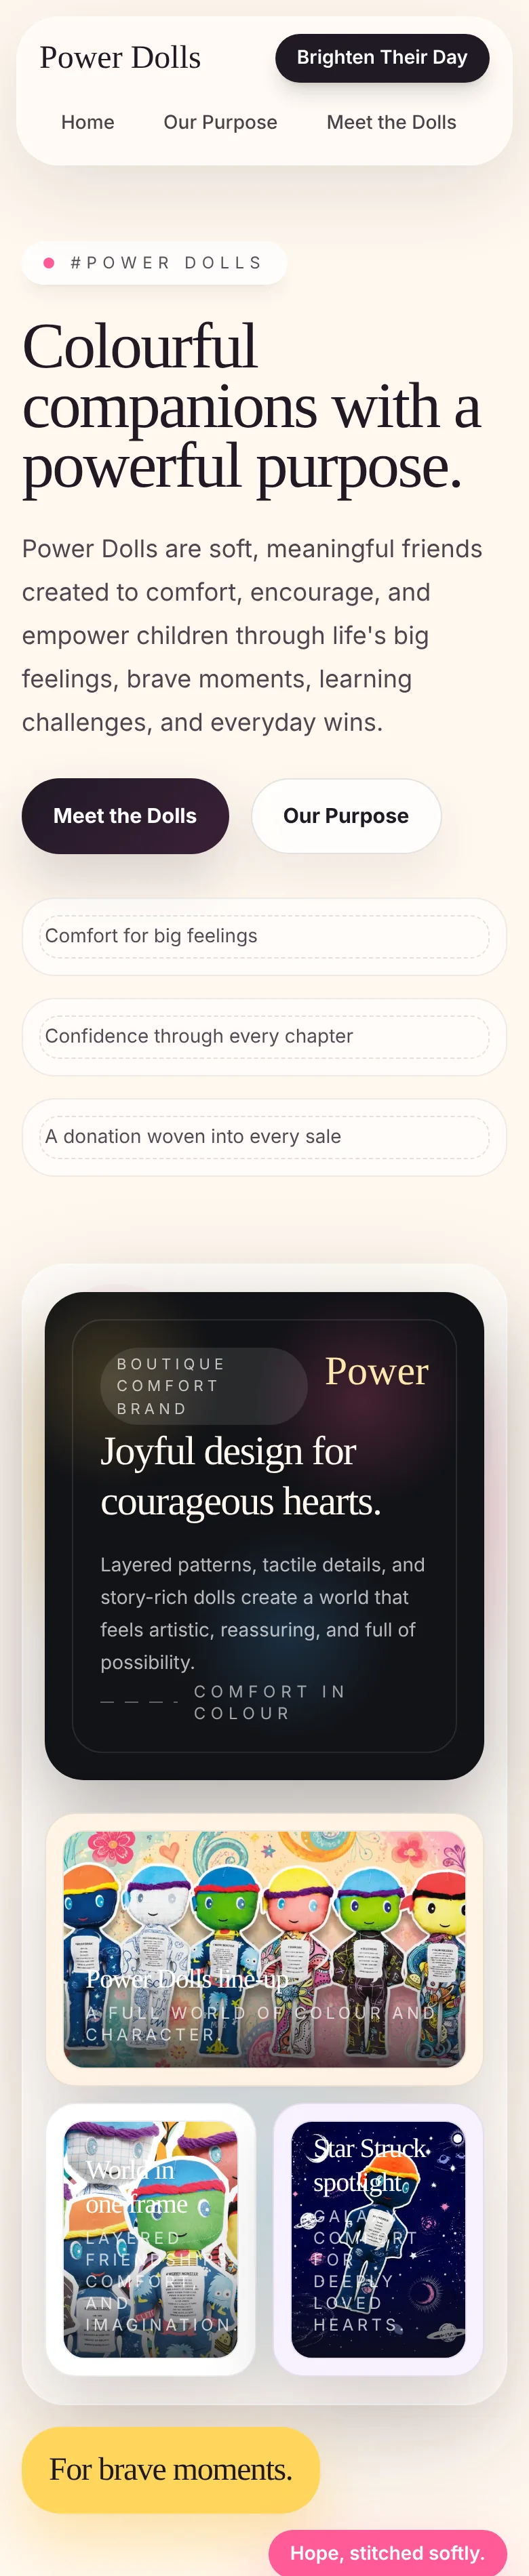 Power Dolls
Brighten Their Day
Home
Our Purpose
Meet the Dolls
#POWER DOLLS
Colourful
companions with a
powerful purpose.
Power Dolls are soft, meaningful friends
created to comfort, encourage, and
empower children through life's big
feelings, brave moments, learning
challenges, and everyday wins.
Meet the Dolls
Our Purpose
Comfort for big feelings
Confidence through every chapter
A donation woven into every sale
BOUTIQUE
COMFORT
BRAND
Power
Joyful design for
courageous hearts.
Layered patterns, tactile details, and
story-rich dolls create a world that
feels artistic, reassuring, and full of
possibility.
COMFORT IN
COLOUR
Power Dolls line-up
A FULL WORLD OF COLOUR AND
CHARACTER
World in
one frame
LAYERED
FRIENDSHIP,
COMFORT,
AND
IMAGINATION
Star Struck
spotlight
GALAXY
COMFORT
FOR
DEEPLY
LOVED
HEARTS.
For brave moments.
Hope, stitched softly.